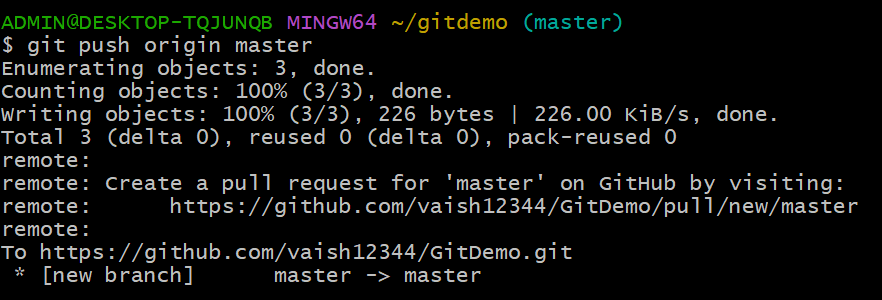 ADMIN@DESKTOP-TQJUNQB MINGW64 ~/gitdemo (master)
$ git push origin master
Enumerating objects: 3, done.
Counting objects: 100% (3/3), done.
Writing objects: 100% (3/3), 226 bytes | 226.00 KiB/s, done.
Total 3 (delta 0), reused 0 (delta 0), pack-reused 0
remote:
remote: Create a pull request for 'master' on GitHub by visiting:
remote:      https://github.com/vaish12344/GitDemo/pull/new/master
remote:
To https://github.com/vaish12344/GitDemo.git
 * [new branch]      master -> master